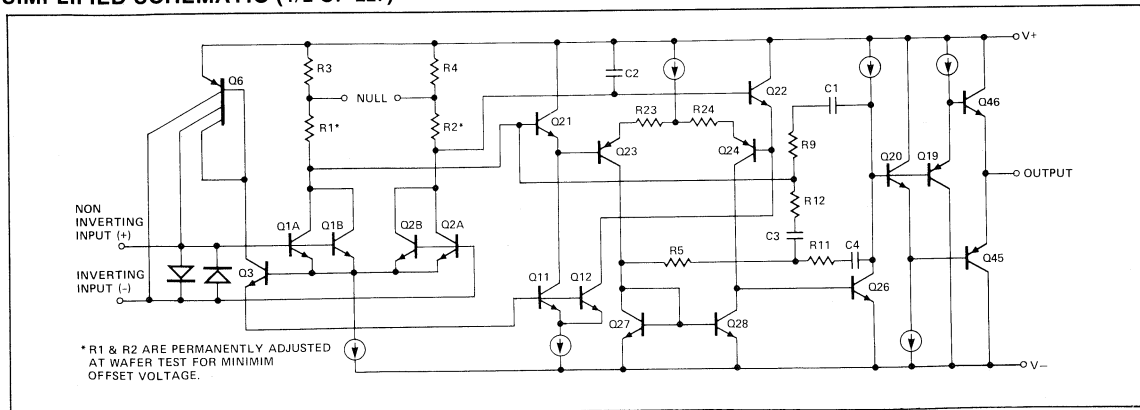 SIMPLIFIED SCHEMATIC (1/2 OF 227)
V+
R3
R4
C2
Q6
NULL
Q22
C1
Q46
R1*
R2*
Q21
R23
R24
Q23
Q24
R9
Q20
Q19
OUTPUT
R12
NON
INVERTING
INPUT (+)
Q1A
Q1B
Q2B
Q2A
C3
R11
C4
Q45
R5
INVERTING
INPUT (–)
Q3
Q11
Q12
Q26
Q27
Q28
* R1 & R2 ARE PERMANENTLY ADJUSTED
AT WAFER TEST FOR MINIMIM
OFFSET VOLTAGE.
V–